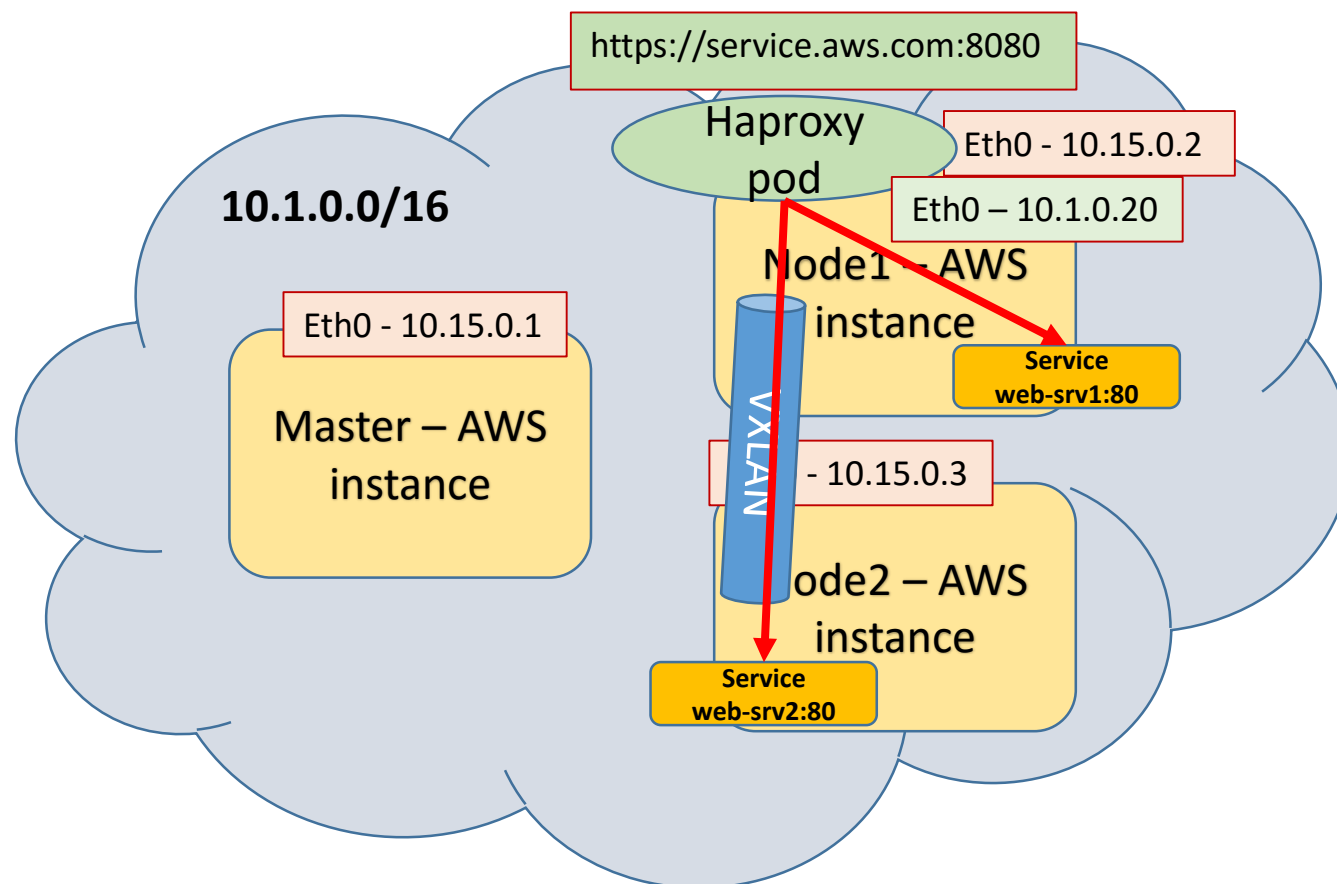 https://service.aws.com:8080
Haproxy
pod
Eth0 - 10.15.0.2
Eth0 – 10.1.0.20
10.1.0.0/16
Node1 – AWS
instance
Eth0 - 10.15.0.1
Master – AWS
instance
Service
web-srv1:80
VXLAN
- 10.15.0.3
ode2 – AWS
instance
Service
web-srv2:80